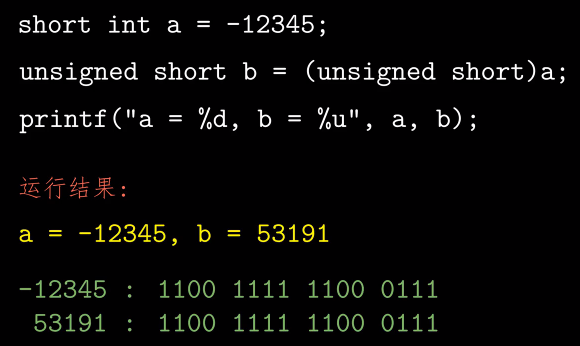 short int a = -12345;
unsigned short b = (unsigned short)a;
printf("a = %d, b = %u", a, b);
运行结果:
a = -12345, b = 53191
-12345 : 1100 1111 1100 0111
53191 : 1100 1111 1100 0111